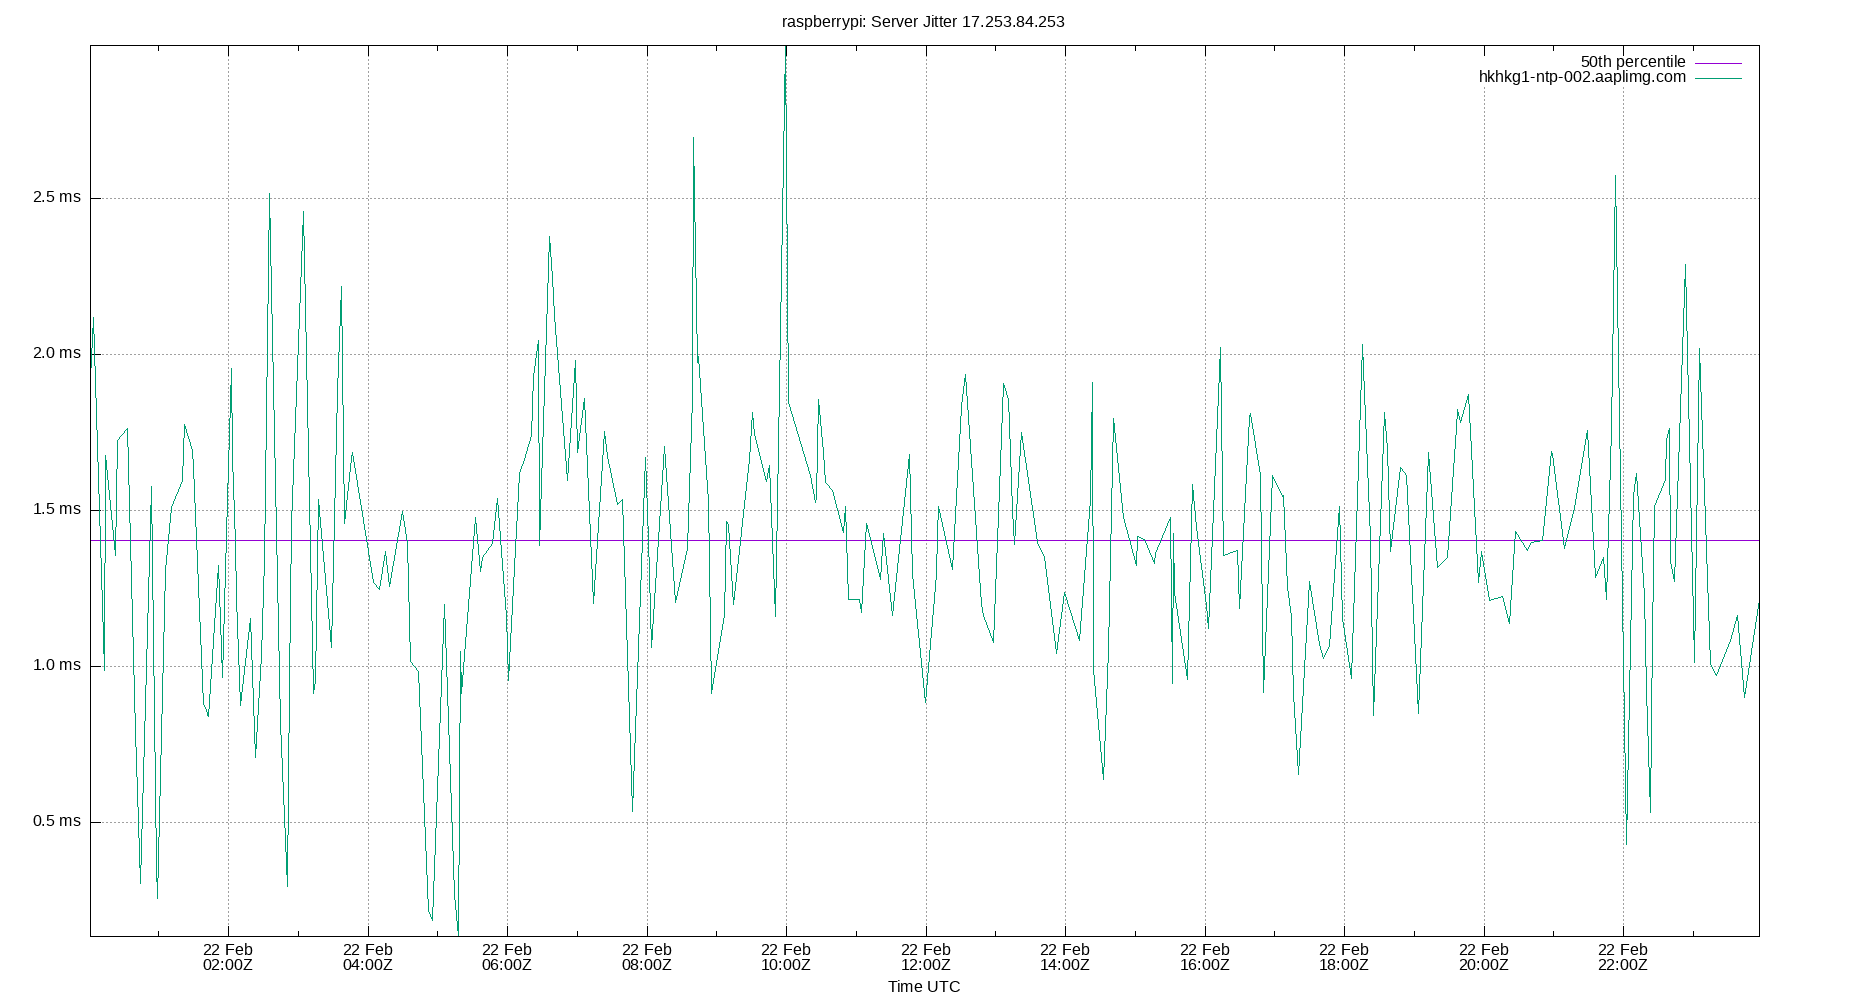 raspberrypi: Server Jitter 17.253.84.253
50th percentile
hkhkg1-ntp-002.aaplimg.com
2.5 ms
2.0 ms
1.5 ms
1.0 ms
0.5 ms
22 Feb 22 Feb 22 Feb 22 Feb 22 Feb 22 Feb 22 Feb 22 Feb 22 Feb 22 Feb 22 Feb
02:00Z 04:00Z 06:00Z 08:00Z 10:00Z 12:00Z 14:00Z 16:00Z 18:00Z 20:00Z 22:00Z
Time UTC